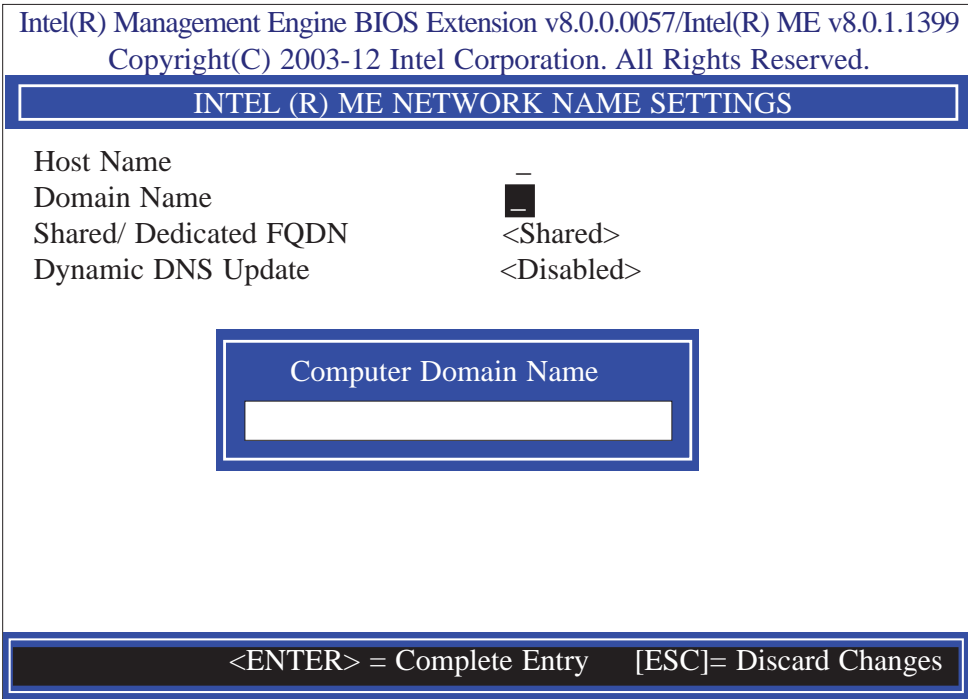 Intel(R) Management Engine BIOS Extension v8.0.0.0057/Intel(R) ME v8.0.1.1399
Copyright(C) 2003-12 Intel Corporation. All Rights Reserved.
INTEL (R) ME NETWORK NAME SETTINGS
Host Name _
Domain Name _
Shared/ Dedicated FQDN <Shared>
Dynamic DNS Update <Disabled>
Computer Domain Name
<ENTER> = Complete Entry [ESC]= Discard Changes